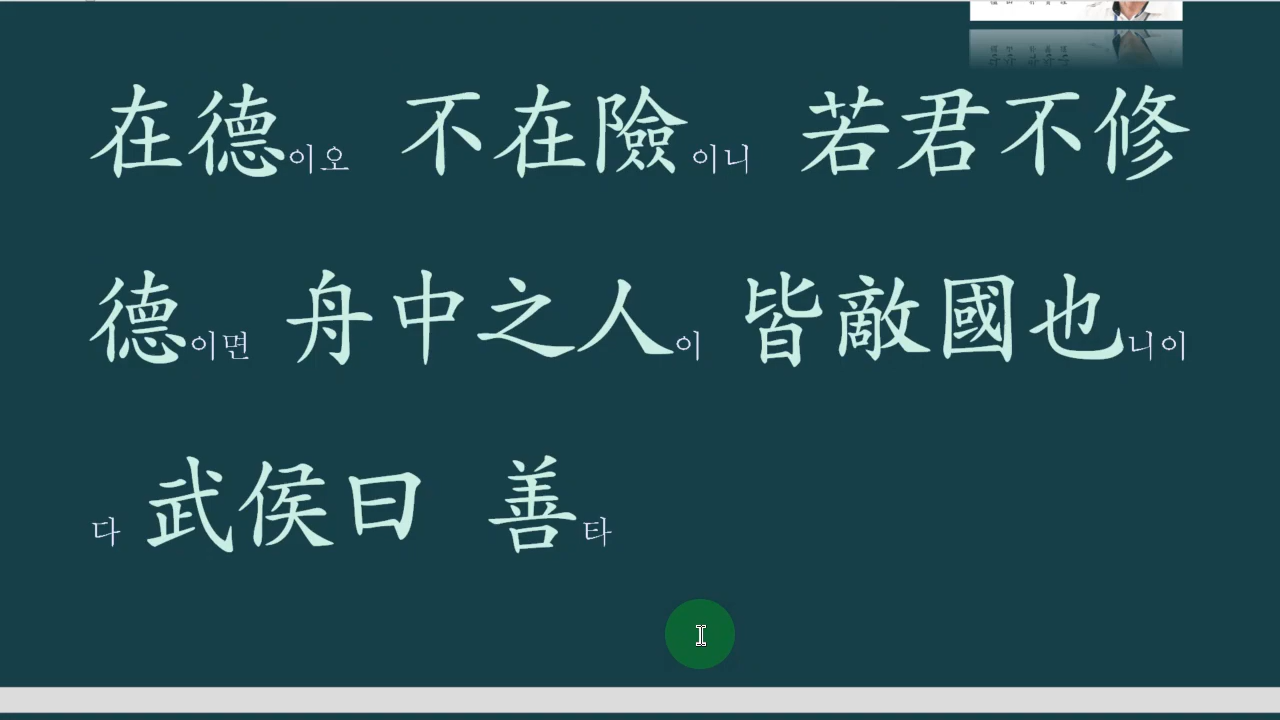 在德이오 不在險이니 若君不修
德이면 舟中之人이 皆敵國也니이
다 武侯曰 善타